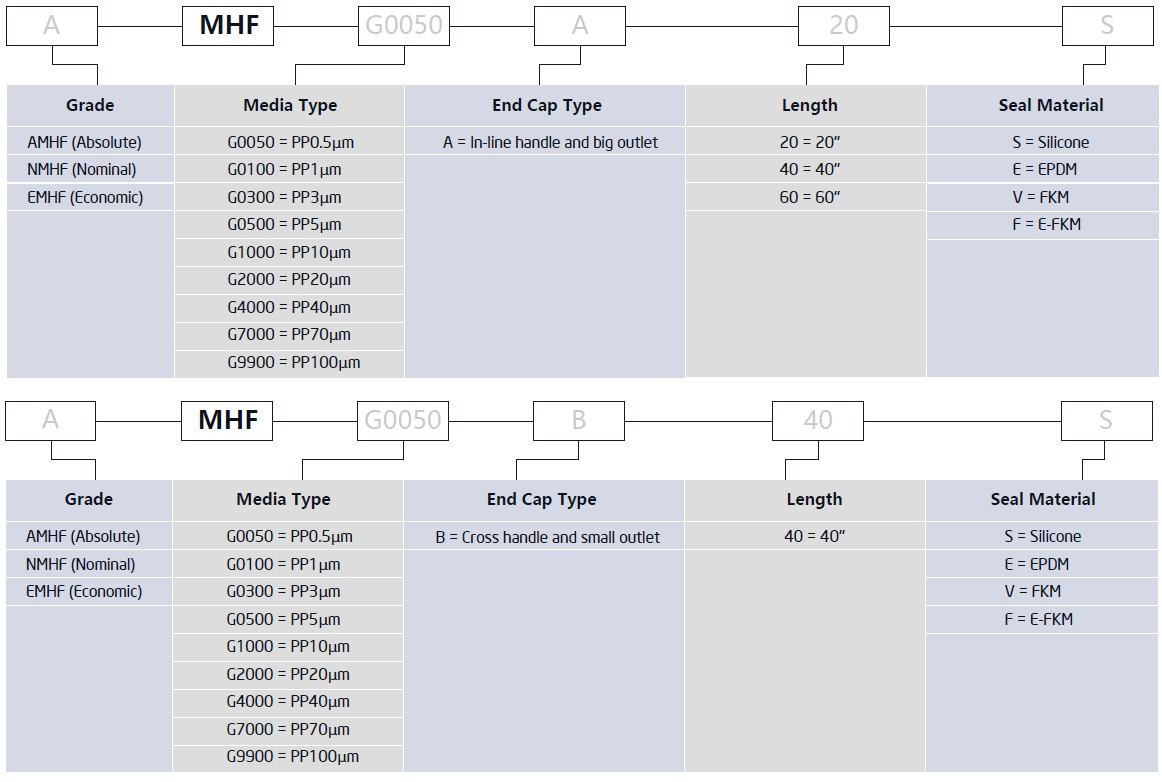 A MHF G0050 A 20 S
Grade Media Type End Cap Type Length Seal Material
AMHF (Absolute) G0050 = PP0.5μm A = In-line handle and big outlet 20 = 20“ S = Silicone
NMHF (Nominal) G0100 = PP1μm 40 = 40“ E = EPDM
EMHF (Economic) G0300 = PP3μm 60 = 60“ V = FKM
G0500 = PP5μm F = E-FKM
G1000 = PP10μm
G2000 = PP20μm
G4000 = PP40μm
G7000 = PP70μm
G9900 = PP100μm
A MHF G0050 B 40 S
Grade Media Type End Cap Type Length Seal Material
AMHF (Absolute) G0050 = PP0.5μm B = Cross handle and small outlet 40 = 40“ S = Silicone
NMHF (Nominal) G0100 = PP1μm E = EPDM
EMHF (Economic) G0300 = PP3μm V = FKM
G0500 = PP5μm F = E-FKM
G1000 = PP10μm
G2000 = PP20μm
G4000 = PP40μm
G7000 = PP70μm
G9900 = PP100μm